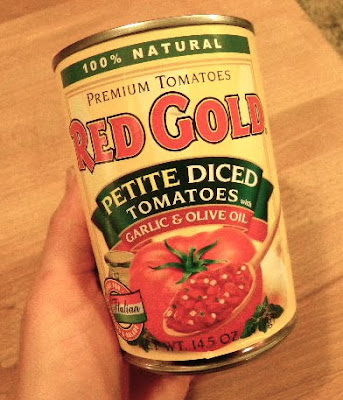 100% NATURAL
PREMIUM TOMATOES
RED GOLD
PETITE DICED
TOMATOES with
GARLIC & OLIVE OIL
Italian
WT. 14.5 OZ